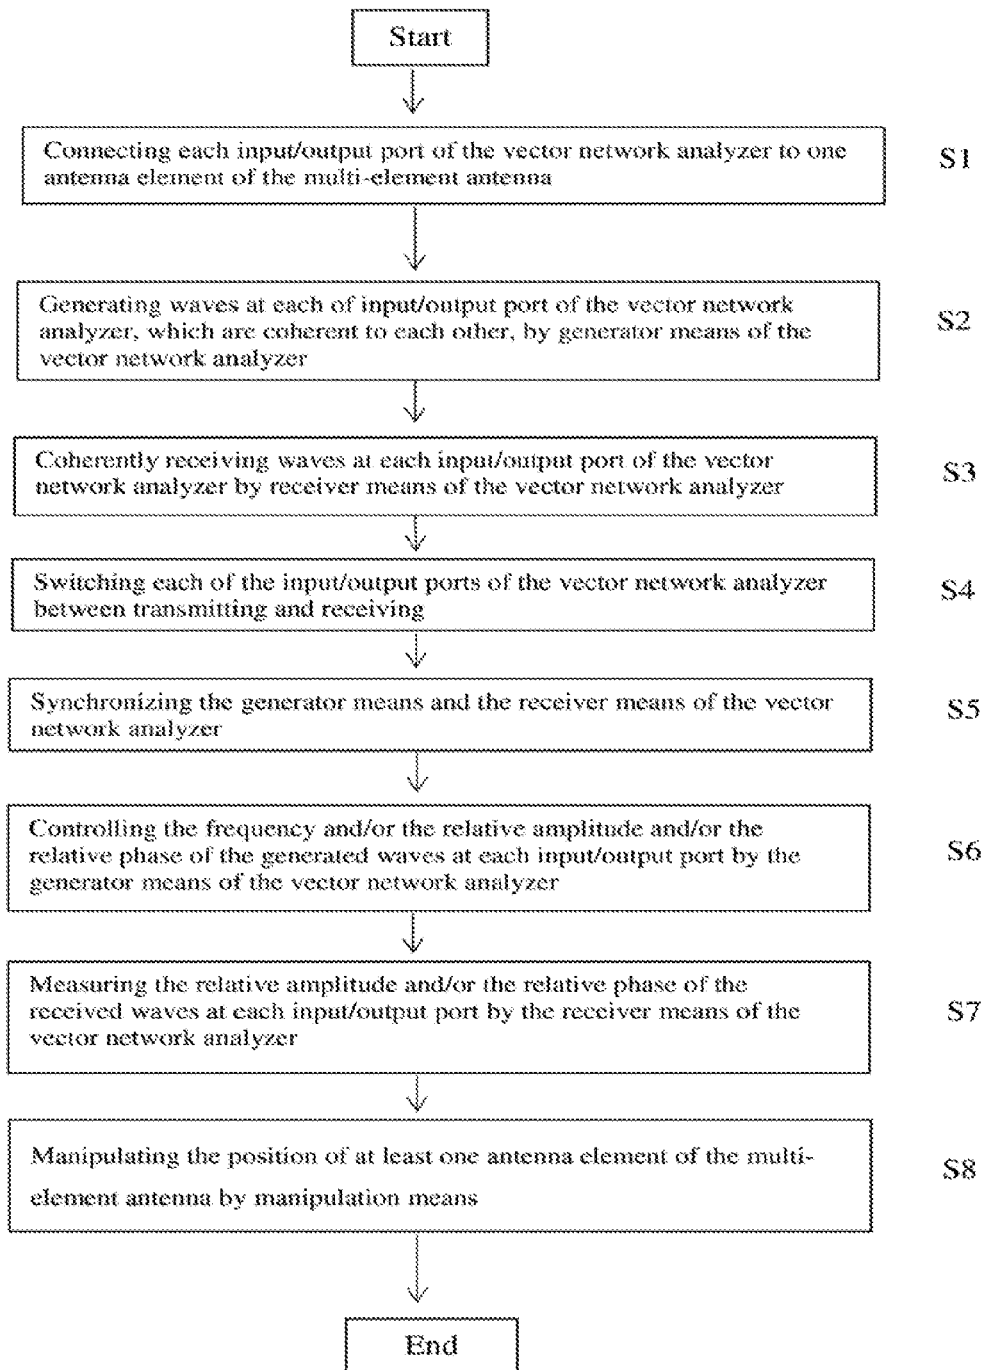 Start
Connecting each input/output port of the vector network analyzer to one
antenna element of the multi-element antenna
S1
Generating waves at each of input/output port of the vector network
analyzer, which are coherent to each other, by generator means of the
vector network analyzer
S2
Coherently receiving waves at each input/output port of the vector
network analyzer by receiver means of the vector network analyzer
S3
Switching each of the input/output ports of the vector network analyzer
between transmitting and receiving
S4
Synchronizing the generator means and the receiver means of the vector
network analyzer
S5
Controlling the frequency and/or the relative amplitude and/or the
relative phase of the generated waves at each input/output port by the
generator means of the vector network analyzer
S6
Measuring the relative amplitude and/or the relative phase of the
received waves at each input/output port by the receiver means of the
vector network analyzer
S7
Manipulating the position of at least one antenna element of the multi-
element antenna by manipulation means
S8
End